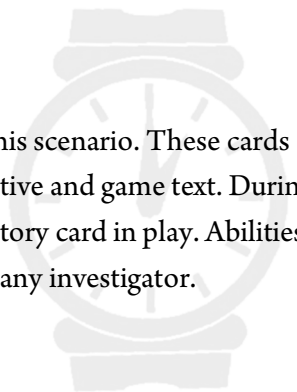 his scenario. These cards
tive and game text. Durin
tory card in play. Abilities
any investigator.